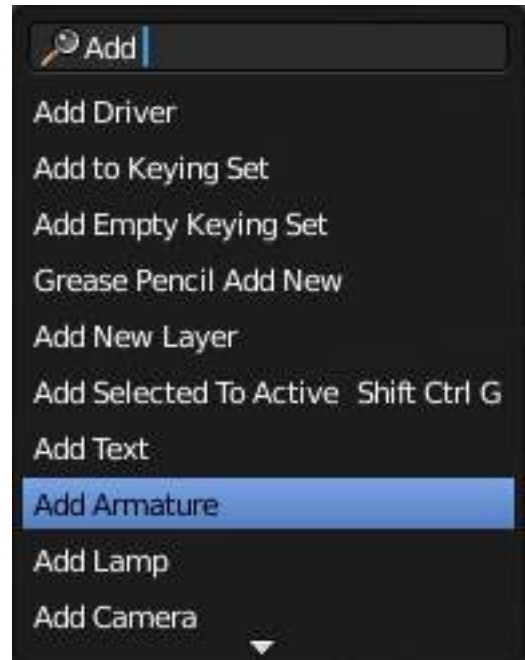 Add
Add Driver
Add to Keying Set
Add Empty Keying Set
Grease Pencil Add New
Add New Layer
Add Selected To Active Shift Ctrl G
Add Text
Add Armature
Add Lamp
Add Camera